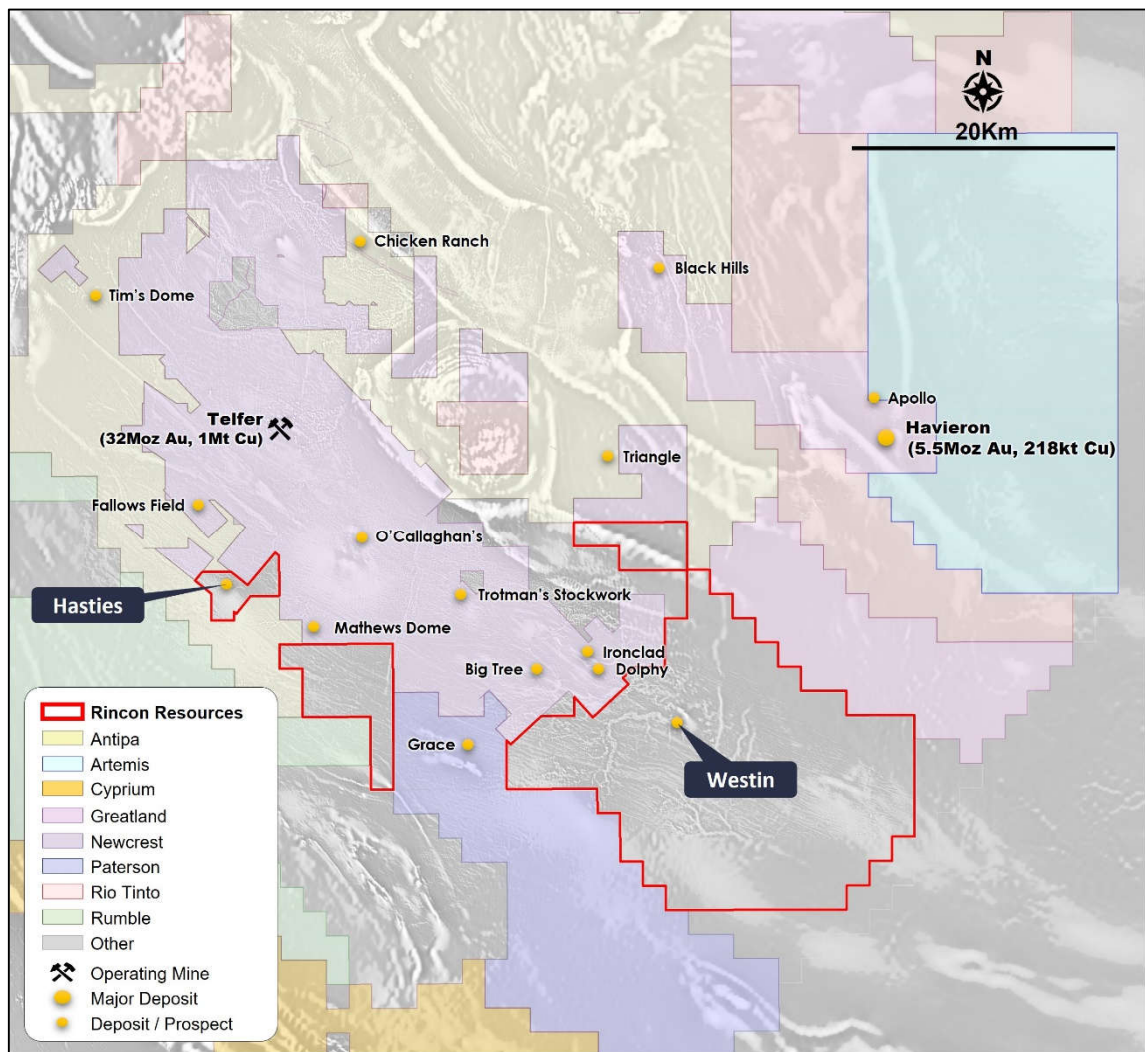 N
20Km
Chicken Ranch
Black Hills
Tim's Dome
Apollo
Telfer
(32Moz Au, 1Mt Cu)
Havieron
(5.5Moz Au, 218kt Cu)
Triangle
Fallows Field
O'Callaghan's
Hasties
Trotman's Stockwork
Mathews Dome
Ironclad
Big Tree
Dolphy
Grace
Westin
Rincon Resources
Antipa
Artemis
Cyprium
Greatland
Newcrest
Paterson
Rio Tinto
Rumble
Other
Operating Mine
Major Deposit
Deposit / Prospect